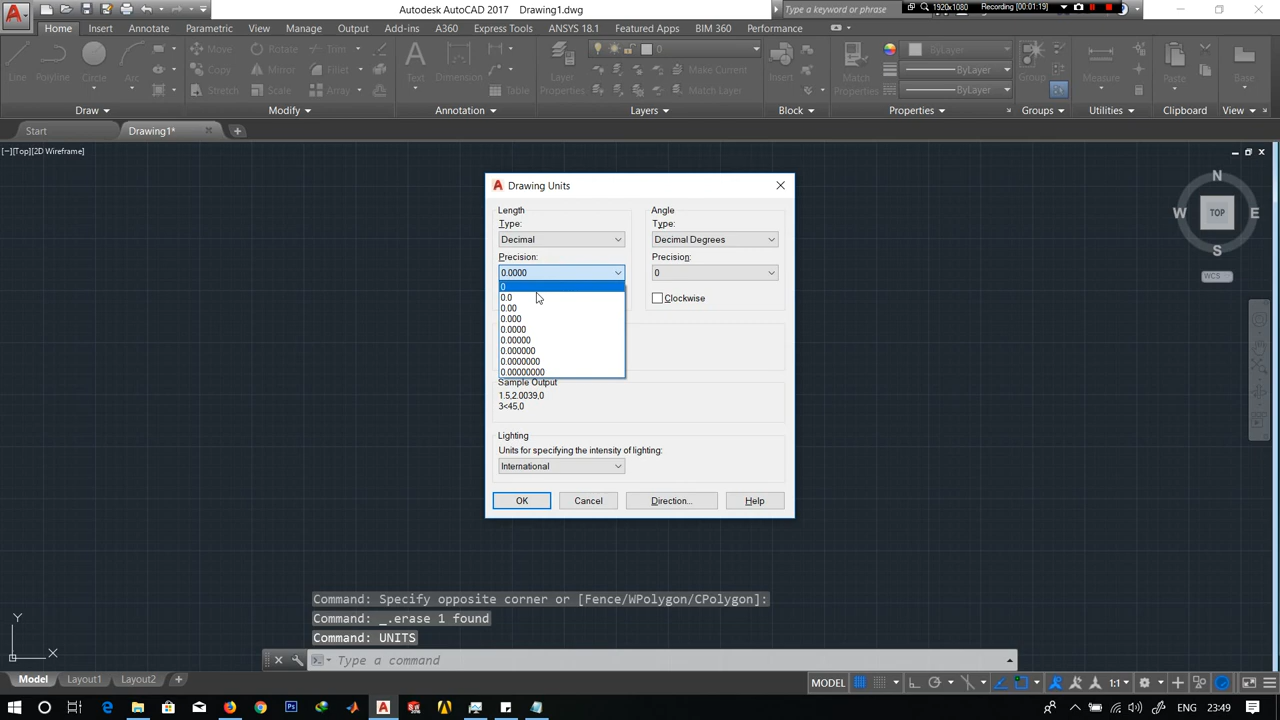 Autodesk AutoCAD 2017 Drawing1.dwg
Type a keyword or phrase
1920x1080
Recording [00:01:19]
Home Insert Annotate Parametric View Manage Output Add-ins A360 Express Tools ANSYS 18.1 Featured Apps BIM 360 Performance
Line Polyline Circle Arc
Move Rotate Trim
Copy Mirror Fillet
Stretch Scale Array
Text Dimension Table
Layer Properties
0
Make Current
Match Layer
Insert
Match Properties
ByLayer
ByLayer
ByLayer
Group
Measure
Paste
Base
Draw Modify Annotation Layers Block Properties Groups Utilities Clipboard View
Start Drawing1*
[−][Top][2D Wireframe]
N
W TOP E
S
WCS
Drawing Units
Length
Type:
Decimal
Precision:
0.0000
0
0.0
0.00
0.000
0.0000
0.00000
0.000000
0.0000000
0.00000000
Angle
Type:
Decimal Degrees
Precision:
0
Clockwise
Sample Output
1.5,2.0039,0
3<45,0
Lighting
Units for specifying the intensity of lighting:
International
OK Cancel Direction... Help
Command: Specify opposite corner or [Fence/WPolygon/CPolygon]:
Command: _.erase 1 found
Command: UNITS
Type a command
Y
X
Model Layout1 Layout2 +
MODEL 1:1
ENG 23:49